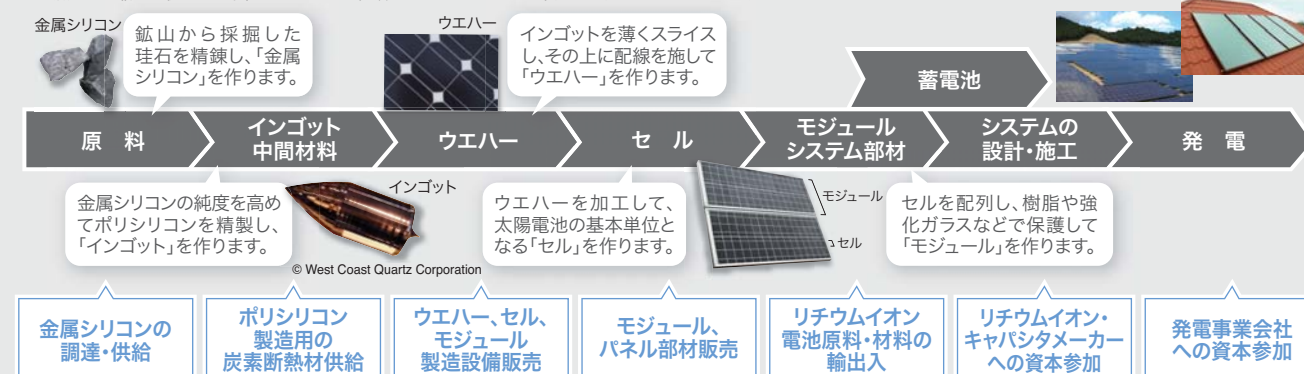 金属シリコン
鉱山から採掘した
珪石を精錬し、「金属
シリコン」を作ります。
ウエハー
インゴットを薄くスライス
し、その上に配線を施して
「ウエハー」を作ります。
蓄電池
原 料
インゴット
中間材料
ウエハー
セ ル
モジュール
システム部材
システムの
設計・施工
発 電
金属シリコンの純度を高め
てポリシリコンを精製し、
「インゴット」を作ります。
インゴット
© West Coast Quartz Corporation
ウエハーを加工して、
太陽電池の基本単位と
なる「セル」を作ります。
モジュール
セル
セルを配列し、樹脂や強
化ガラスなどで保護して
「モジュール」を作ります。
金属シリコンの
調達・供給
ポリシリコン
製造用の
炭素断熱材供給
ウエハー、セル、
モジュール
製造設備販売
モジュール、
パネル部材販売
リチウムイオン
電池原料・材料の
輸出入
リチウムイオン・
キャパシタメーカー
への資本参加
発電事業会社
への資本参加